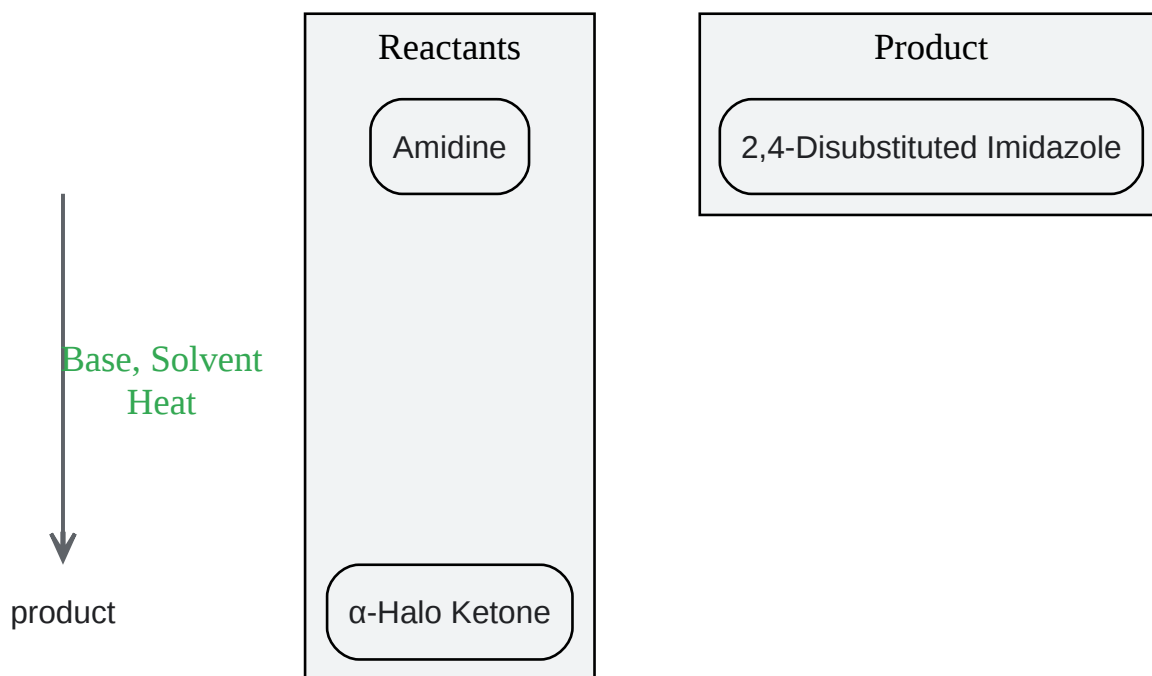 Reactants
Product
Amidine
2,4-Disubstituted Imidazole
Base, Solvent
Heat
product
α-Halo Ketone